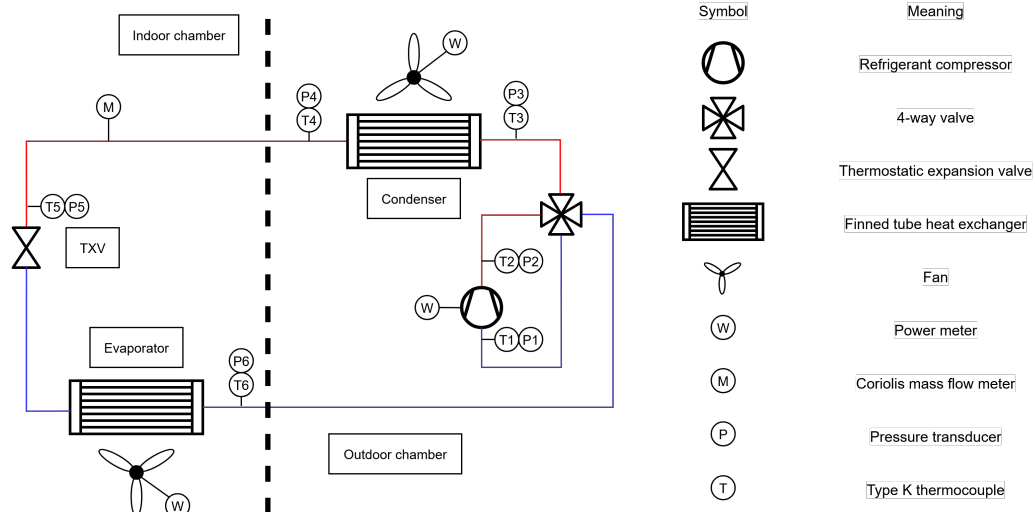 Indoor chamber
W
M
P4
T4
P3
T3
Condenser
T5 P5
TXV
T2 P2
W
T1 P1
Evaporator
P6
T6
Outdoor chamber
W
Symbol Meaning
Refrigerant compressor
4-way valve
Thermostatic expansion valve
Finned tube heat exchanger
Fan
W Power meter
M Coriolis mass flow meter
P Pressure transducer
T Type K thermocouple